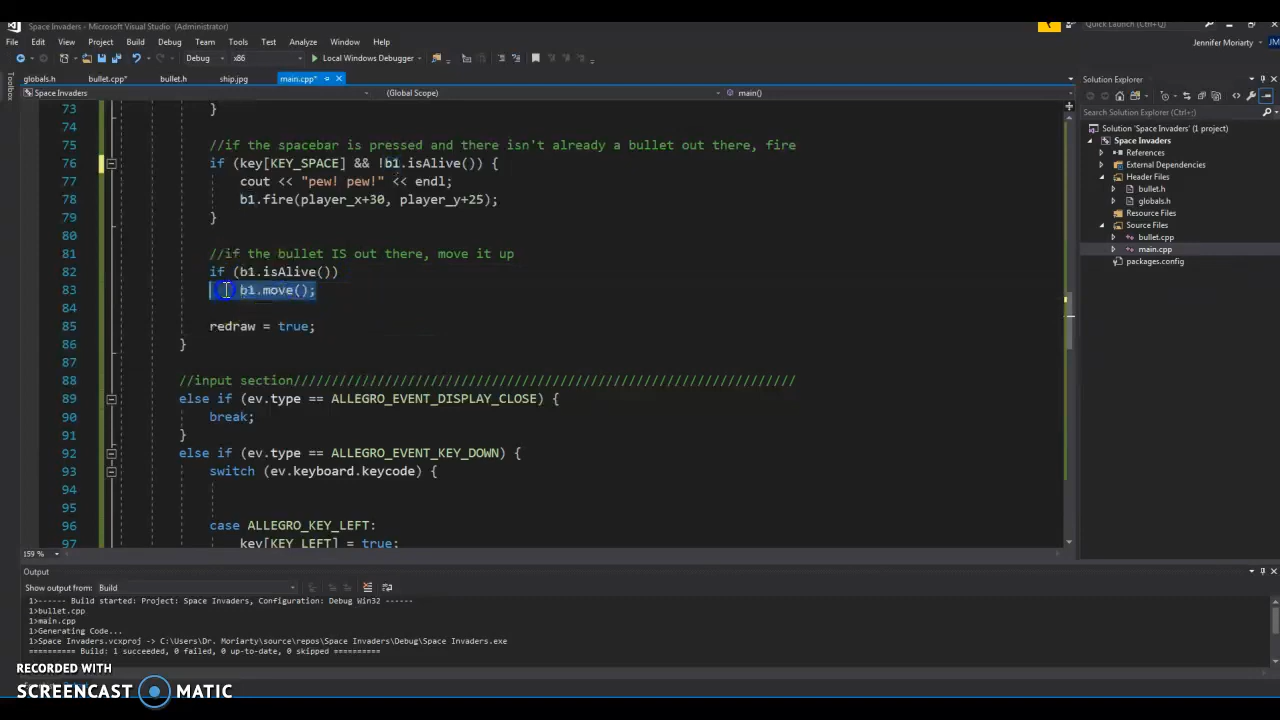 Space Invaders - Microsoft Visual Studio (Administrator)
Quick Launch (Ctrl+Q)
File Edit View Project Build Debug Team Tools Test Analyze Window Help
Jennifer Moriarty JM
Debug x86 Local Windows Debugger
Toolbox
globals.h bullet.cpp* bullet.h ship.jpg main.cpp*
Space Invaders (Global Scope) main()
73 }
74
75 //if the spacebar is pressed and there isn't already a bullet out there, fire
76 if (key[KEY_SPACE] && !b1.isAlive()) {
77 cout << "pew! pew!" << endl;
78 b1.fire(player_x+30, player_y+25);
79 }
80
81 //if the bullet IS out there, move it up
82 if (b1.isAlive())
83 b1.move();
84
85 redraw = true;
86 }
87
88 //input section///////////////////////////////////////////////////////////////////
89 else if (ev.type == ALLEGRO_EVENT_DISPLAY_CLOSE) {
90 break;
91 }
92 else if (ev.type == ALLEGRO_EVENT_KEY_DOWN) {
93 switch (ev.keyboard.keycode) {
94
95
96 case ALLEGRO_KEY_LEFT:
97 key[KEY_LEFT] = true;
159 %
Solution Explorer
Search Solution Explorer (Ctrl+;)
Solution 'Space Invaders' (1 project)
Space Invaders
References
External Dependencies
Header Files
bullet.h
globals.h
Resource Files
Source Files
bullet.cpp
main.cpp
packages.config
Output
Show output from: Build
1>------ Build started: Project: Space Invaders, Configuration: Debug Win32 ------
1>bullet.cpp
1>main.cpp
1>Generating Code...
1>Space Invaders.vcxproj -> C:\Users\Dr. Moriarty\source\repos\Space Invaders\Debug\Space Invaders.exe
========== Build: 1 succeeded, 0 failed, 0 up-to-date, 0 skipped ==========
RECORDED WITH
SCREENCAST MATIC